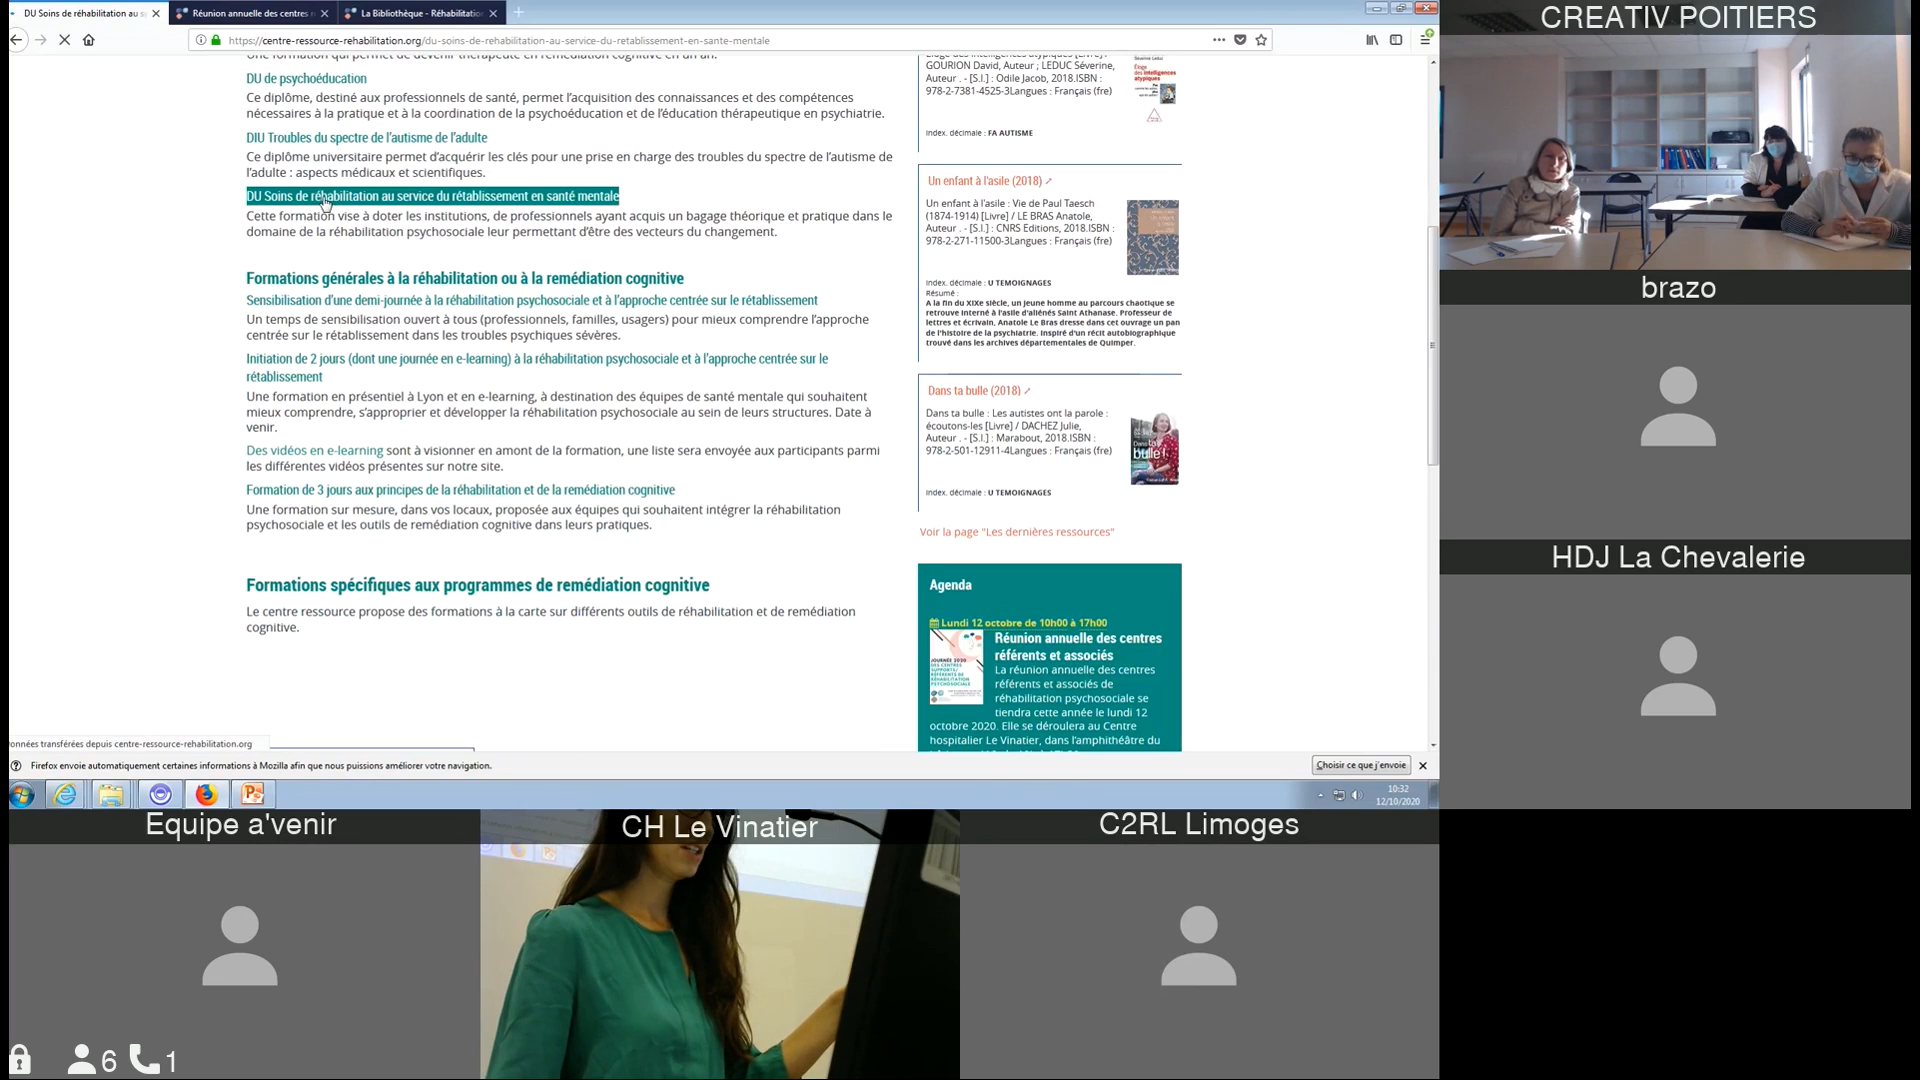 DU Soins de réhabilitation au s
Réunion annuelle des centres r
La Bibliothèque - Réhabilitatio
https://centre-ressource-rehabilitation.org/du-soins-de-rehabilitation-au-service-du-retablissement-en-sante-mentale
DU de psychoéducation
Ce diplôme, destiné aux professionnels de santé, permet l'acquisition des connaissances et des compétences
nécessaires à la pratique et à la coordination de la psychoéducation et de l'éducation thérapeutique en psychiatrie.
DIU Troubles du spectre de l'autisme de l'adulte
Ce diplôme universitaire permet d'acquérir les clés pour une prise en charge des troubles du spectre de l'autisme de
l'adulte : aspects médicaux et scientifiques.
DU Soins de réhabilitation au service du rétablissement en santé mentale
Cette formation vise à doter les institutions, de professionnels ayant acquis un bagage théorique et pratique dans le
domaine de la réhabilitation psychosociale leur permettant d'être des vecteurs du changement.
Formations générales à la réhabilitation ou à la remédiation cognitive
Sensibilisation d'une demi-journée à la réhabilitation psychosociale et à l'approche centrée sur le rétablissement
Un temps de sensibilisation ouvert à tous (professionnels, familles, usagers) pour mieux comprendre l'approche
centrée sur le rétablissement dans les troubles psychiques sévères.
Initiation de 2 jours (dont une journée en e-learning) à la réhabilitation psychosociale et à l'approche centrée sur le
rétablissement
Une formation en présentiel à Lyon et en e-learning, à destination des équipes de santé mentale qui souhaitent
mieux comprendre, s'approprier et développer la réhabilitation psychosociale au sein de leurs structures. Date à
venir.
Des vidéos en e-learning sont à visionner en amont de la formation, une liste sera envoyée aux participants parmi
les différentes vidéos présentes sur notre site.
Formation de 3 jours aux principes de la réhabilitation et de la remédiation cognitive
Une formation sur mesure, dans vos locaux, proposée aux équipes qui souhaitent intégrer la réhabilitation
psychosociale et les outils de remédiation cognitive dans leurs pratiques.
Formations spécifiques aux programmes de remédiation cognitive
Le centre ressource propose des formations à la carte sur différents outils de réhabilitation et de remédiation
cognitive.
GOURION David, Auteur ; LEDUC Séverine,
Auteur . - [S.l.] : Odile Jacob, 2018.ISBN :
978-2-7381-4525-3Langues : Français (fre)
Index. décimale : FA AUTISME
Un enfant à l'asile (2018)
Un enfant à l'asile : Vie de Paul Taesch
(1874-1914) [Livre] / LE BRAS Anatole,
Auteur . - [S.l.] : CNRS Editions, 2018.ISBN :
978-2-271-11500-3Langues : Français (fre)
Index. décimale : U TEMOIGNAGES
Résumé :
A la fin du XIXe siècle, un jeune homme au parcours chaotique se
retrouve interné à l'asile d'aliénés Saint Athanase. Professeur de
lettres et écrivain, Anatole Le Bras dresse dans cet ouvrage un pan
de l'histoire de la psychiatrie. Inspiré d'un récit autobiographique
trouvé dans les archives départementales de Quimper.
Dans ta bulle (2018)
Dans ta bulle : Les autistes ont la parole :
écoutons-les [Livre] / DACHEZ Julie,
Auteur . - [S.l.] : Marabout, 2018.ISBN :
978-2-501-12911-4Langues : Français (fre)
Index. décimale : U TEMOIGNAGES
Voir la page "Les dernières ressources"
Agenda
Lundi 12 octobre de 10h00 à 17h00
Réunion annuelle des centres
référents et associés
La réunion annuelle des centres
référents et associés de
réhabilitation psychosociale se
tiendra cette année le lundi 12
octobre 2020. Elle se déroulera au Centre
hospitalier Le Vinatier, dans l'amphithéâtre du
onnées transférées depuis centre-ressource-rehabilitation.org
Firefox envoie automatiquement certaines informations à Mozilla afin que nous puissions améliorer votre navigation.
Choisir ce que j'envoie
10:32
12/10/2020
CREATIV POITIERS
brazo
HDJ La Chevalerie
Equipe a'venir
CH Le Vinatier
C2RL Limoges
6
1